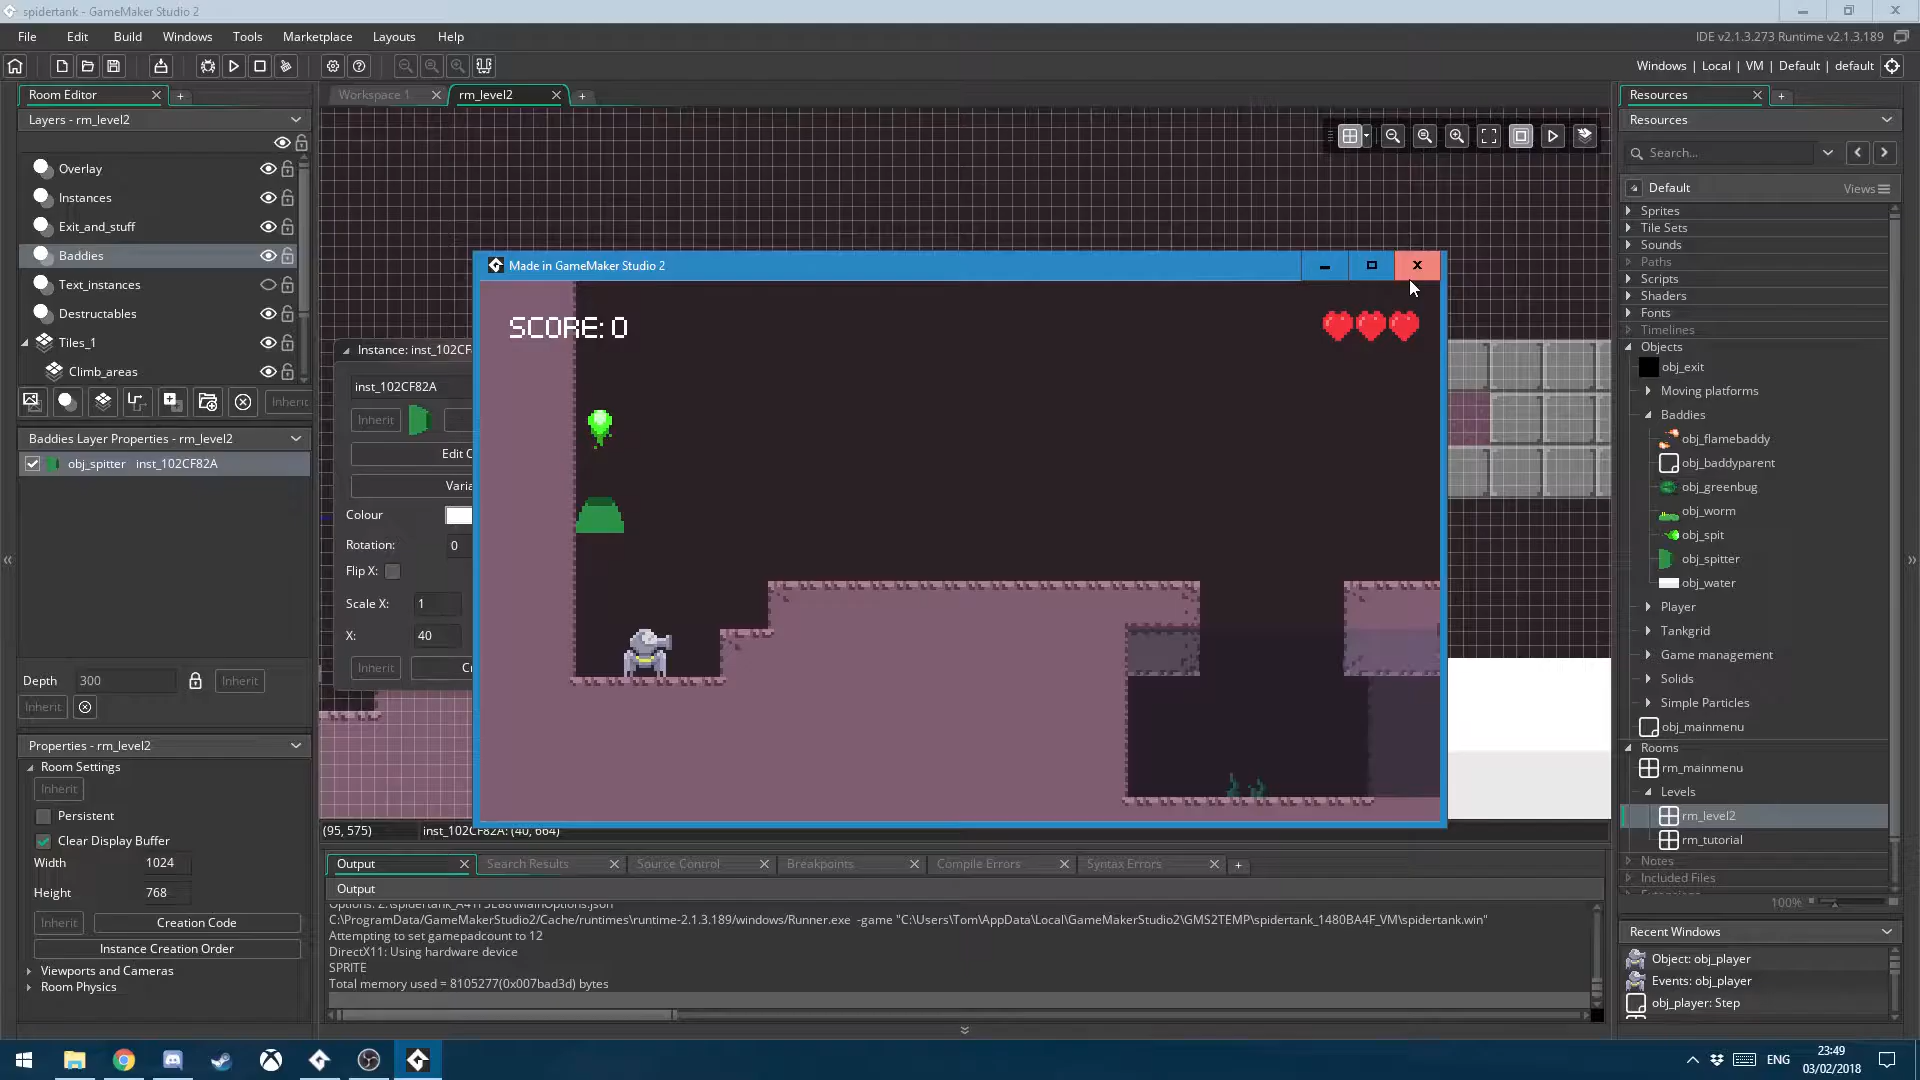 spidertank - GameMaker Studio 2
File Edit Build Windows Tools Marketplace Layouts Help
IDE v2.1.3.273 Runtime v2.1.3.189
Windows | Local | VM | Default | default
Room Editor
Layers - rm_level2
Overlay
Instances
Exit_and_stuff
Baddies
Text_instances
Destructables
Tiles_1
Climb_areas
Inherit
Baddies Layer Properties - rm_level2
obj_spitter inst_102CF82A
Depth 300 Inherit
Inherit
Properties - rm_level2
Room Settings
Inherit
Persistent
Clear Display Buffer
Width 1024
Height 768
Inherit Creation Code
Instance Creation Order
Viewports and Cameras
Room Physics
Workspace 1 rm_level2
Instance: inst_102CF
inst_102CF82A
Inherit
Edit
Varia
Colour
Rotation: 0
Flip X:
Scale X: 1
X: 40
Inherit
Made in GameMaker Studio 2
SCORE: 0
(95, 575) inst_102CF82A: (40, 664)
Output Search Results Source Control Breakpoints Compile Errors Syntax Errors
Output
C:\ProgramData/GameMakerStudio2/Cache/runtimes\runtime-2.1.3.189/windows/Runner.exe -game "C:\Users\Tom\AppData\Local\GameMakerStudio2\GMS2TEMP\spidertank_1480BA4F_VM\spidertank.win"
Attempting to set gamepadcount to 12
DirectX11: Using hardware device
SPRITE
Total memory used = 8105277(0x007bad3d) bytes
Resources
Resources
Search...
Default Views
Sprites
Tile Sets
Sounds
Paths
Scripts
Shaders
Fonts
Timelines
Objects
obj_exit
Moving platforms
Baddies
obj_flamebaddy
obj_baddyparent
obj_greenbug
obj_worm
obj_spit
obj_spitter
obj_water
Player
Tankgrid
Game management
Solids
Simple Particles
obj_mainmenu
Rooms
rm_mainmenu
Levels
rm_level2
rm_tutorial
Notes
Included Files
100%
Recent Windows
Object: obj_player
Events: obj_player
obj_player: Step
ENG
23:49
03/02/2018